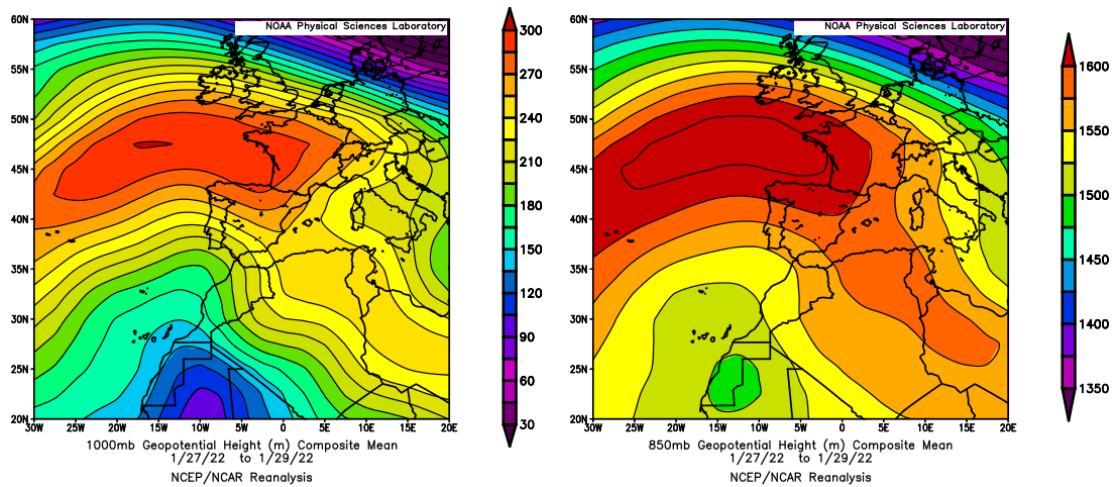 NOAA Physical Sciences Laboratory
60N
55N
50N
45N
40N
35N
30N
25N
20N
30W
25W
20W
15W
10W
5W
0
5E
10E
15E
20E
300
270
240
210
180
150
120
90
60
30
1000mb Geopotential Height (m) Composite Mean
1/27/22 to 1/29/22
NCEP/NCAR Reanalysis
NOAA Physical Sciences Laboratory
60N
55N
50N
45N
40N
35N
30N
25N
20N
30W
25W
20W
15W
10W
5W
0
5E
10E
15E
20E
1600
1550
1500
1450
1400
1350
850mb Geopotential Height (m) Composite Mean
1/27/22 to 1/29/22
NCEP/NCAR Reanalysis